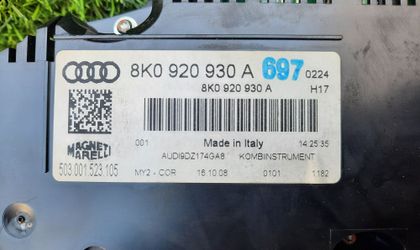 8K0 920 930 A 697 0224
8K0 920 930 A H17
001 Made in Italy 14:25:35
MAGNETI
MARELLI
AUDI9DZ174GA8 KOMBIINSTRUMENT
503.001.523.105
MY2 - COR 16.10.08 0101 1182